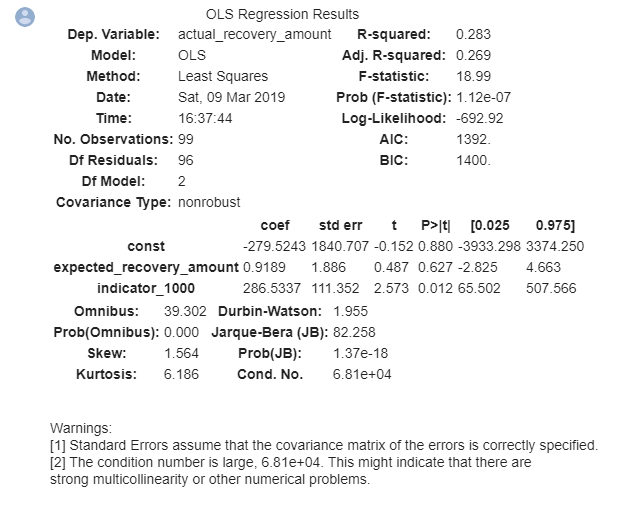 OLS Regression Results
Dep. Variable: actual_recovery_amount R-squared: 0.283
Model: OLS Adj. R-squared: 0.269
Method: Least Squares F-statistic: 18.99
Date: Sat, 09 Mar 2019 Prob (F-statistic): 1.12e-07
Time: 16:37:44 Log-Likelihood: -692.92
No. Observations: 99 AIC: 1392.
Df Residuals: 96 BIC: 1400.
Df Model: 2
Covariance Type: nonrobust
coef std err t P>|t| [0.025 0.975]
const -279.5243 1840.707 -0.152 0.880 -3933.298 3374.250
expected_recovery_amount 0.9189 1.886 0.487 0.627 -2.825 4.663
indicator_1000 286.5337 111.352 2.573 0.012 65.502 507.566
Omnibus: 39.302 Durbin-Watson: 1.955
Prob(Omnibus): 0.000 Jarque-Bera (JB): 82.258
Skew: 1.564 Prob(JB): 1.37e-18
Kurtosis: 6.186 Cond. No. 6.81e+04
Warnings:
[1] Standard Errors assume that the covariance matrix of the errors is correctly specified.
[2] The condition number is large, 6.81e+04. This might indicate that there are
strong multicollinearity or other numerical problems.